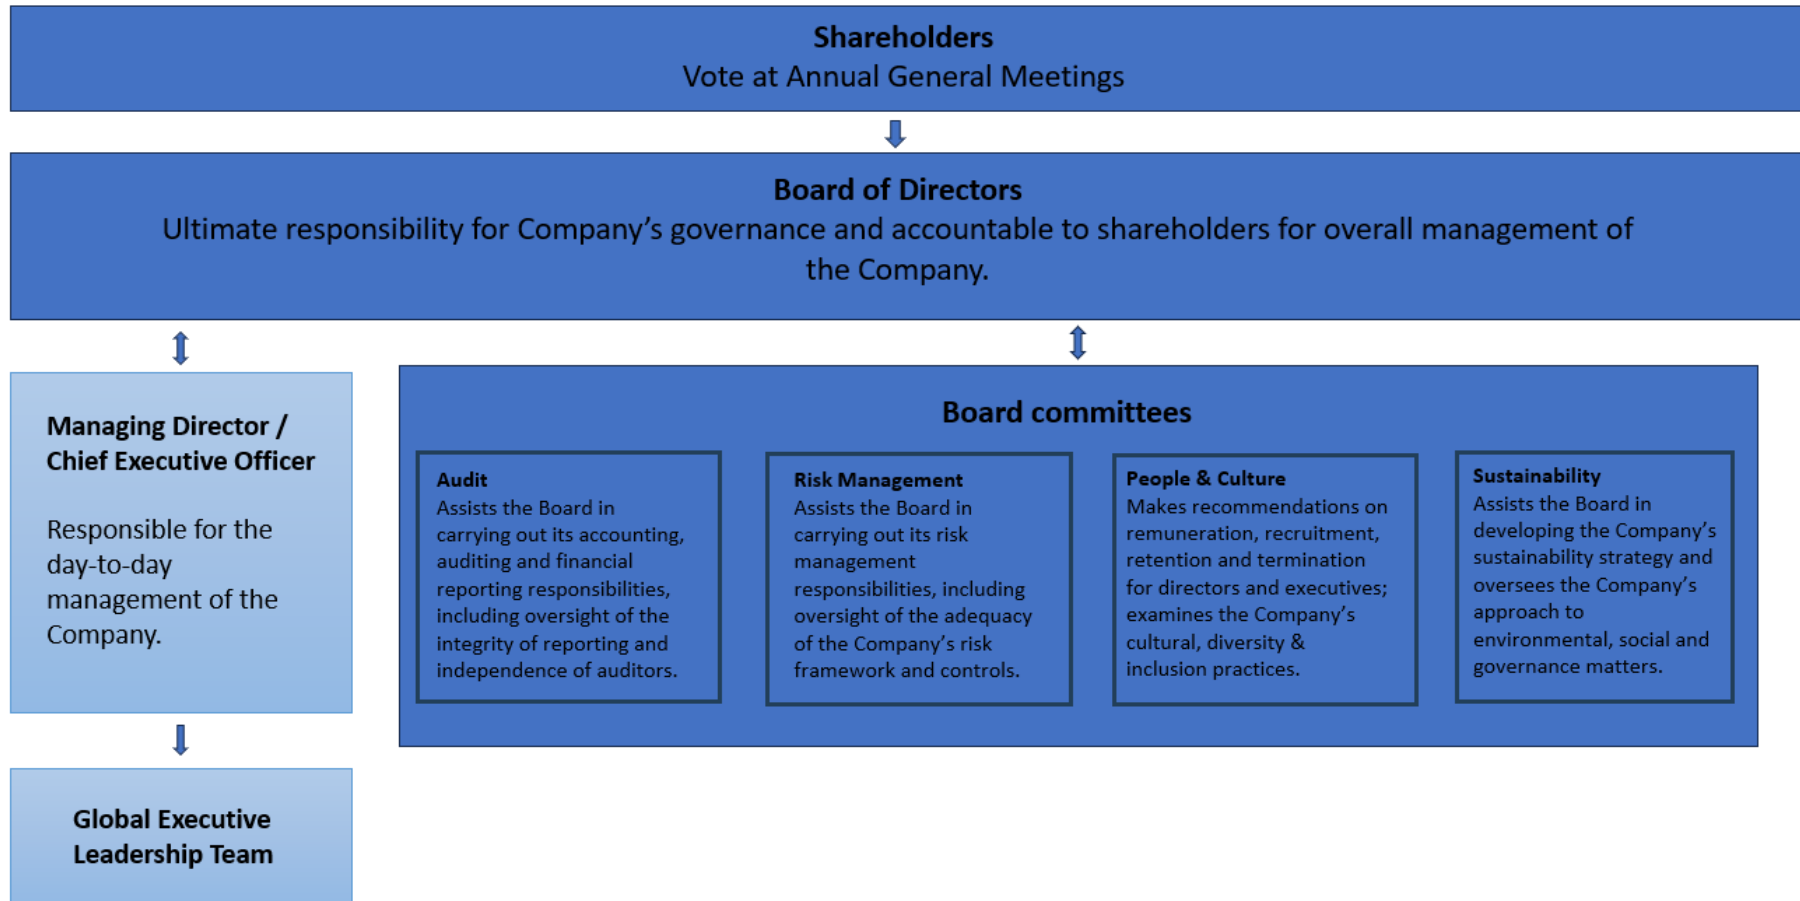 Shareholders
Vote at Annual General Meetings
Board of Directors
Ultimate responsibility for Company’s governance and accountable to shareholders for overall management of
the Company.
Managing Director /
Chief Executive Officer
Responsible for the
day-to-day
management of the
Company.
Global Executive
Leadership Team
Board committees
Audit
Assists the Board in
carrying out its accounting,
auditing and financial
reporting responsibilities,
including oversight of the
integrity of reporting and
independence of auditors.
Risk Management
Assists the Board in
carrying out its risk
management
responsibilities, including
oversight of the adequacy
of the Company’s risk
framework and controls.
People & Culture
Makes recommendations on
remuneration, recruitment,
retention and termination
for directors and executives;
examines the Company’s
cultural, diversity &
inclusion practices.
Sustainability
Assists the Board in
developing the Company’s
sustainability strategy and
oversees the Company’s
approach to
environmental, social and
governance matters.